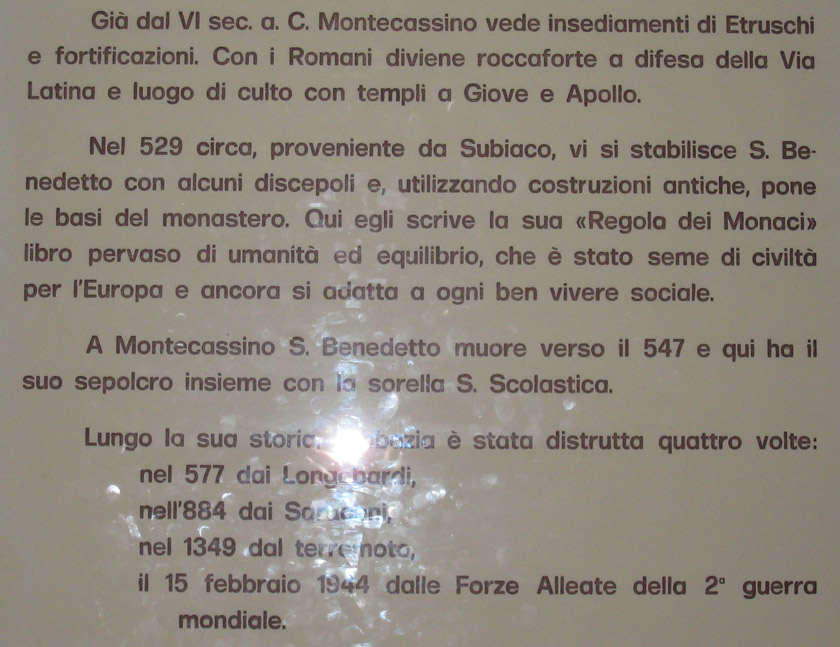 Già dal VI sec. a. C. Montecassino vede insediamenti di Etruschi
e fortificazioni. Con i Romani diviene roccaforte a difesa della Via
Latina e luogo di culto con templi a Giove e Apollo.
Nel 529 circa, proveniente da Subiaco, vi si stabilisce S. Be-
nedetto con alcuni discepoli e, utilizzando costruzioni antiche, pone
le basi del monastero. Qui egli scrive la sua «Regola dei Monaci»
libro pervaso di umanità ed equilibrio, che è stato seme di civiltà
per l'Europa e ancora si adatta a ogni ben vivere sociale.
A Montecassino S. Benedetto muore verso il 547 e qui ha il
suo sepolcro insieme con la sorella S. Scolastica.
Lungo la sua storia, è stata distrutta quattro volte:
nel 577 dai Longobardi,
nell'884 dai Saraceni,
nel 1349 dal terremoto,
il 15 febbraio 1944 dalle Forze Alleate della 2ª guerra
mondiale.